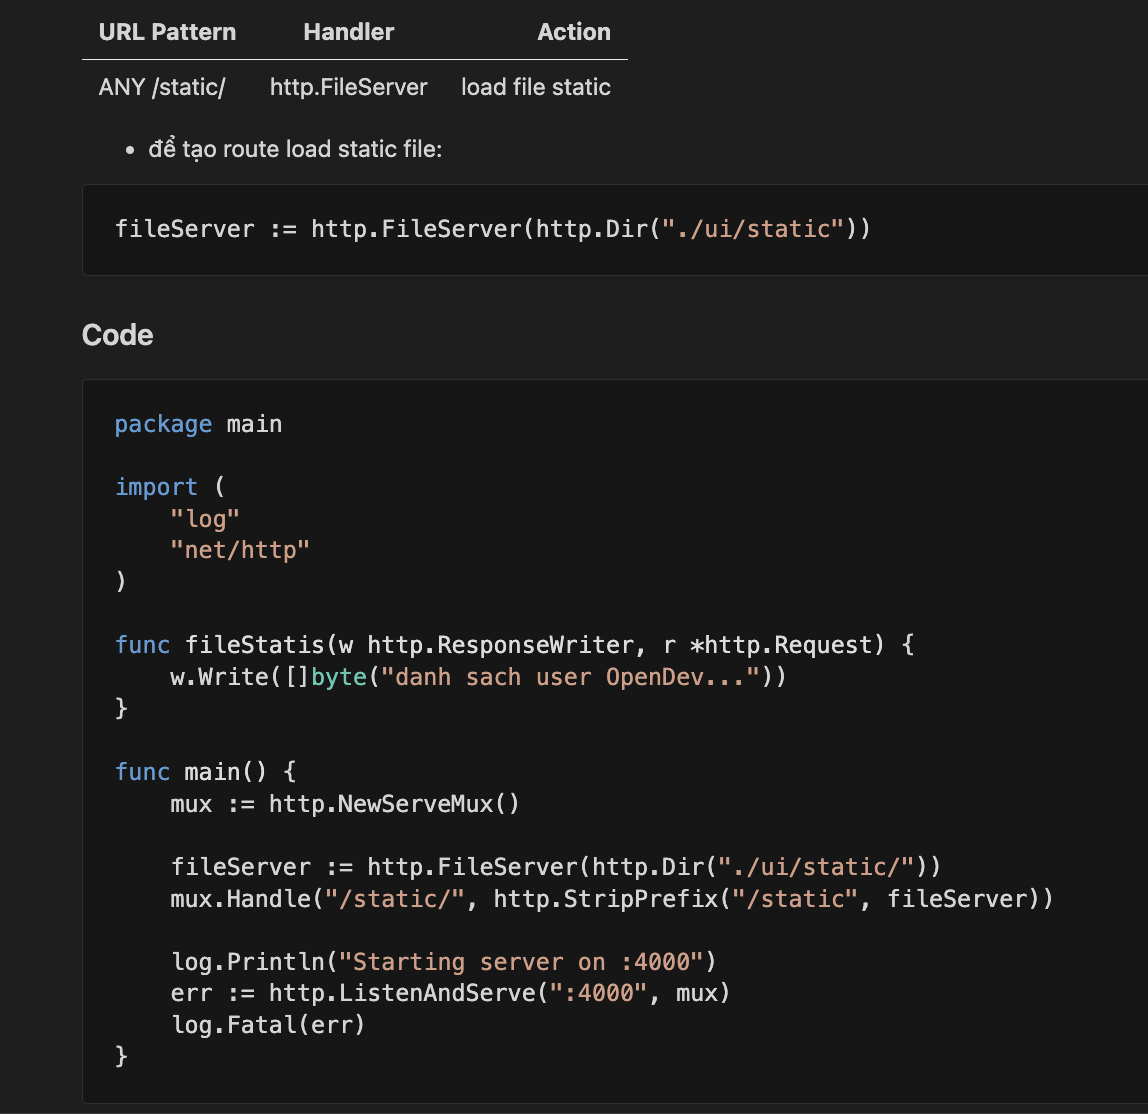 URL Pattern Handler Action
ANY /static/ http.FileServer load file static
• để tạo route load static file:
fileServer := http.FileServer(http.Dir("./ui/static"))
Code
package main
import (
    "log"
    "net/http"
)
func fileStatis(w http.ResponseWriter, r *http.Request) {
    w.Write([]byte("danh sach user OpenDev..."))
}
func main() {
    mux := http.NewServeMux()
    fileServer := http.FileServer(http.Dir("./ui/static/"))
    mux.Handle("/static/", http.StripPrefix("/static", fileServer))
    log.Println("Starting server on :4000")
    err := http.ListenAndServe(":4000", mux)
    log.Fatal(err)
}